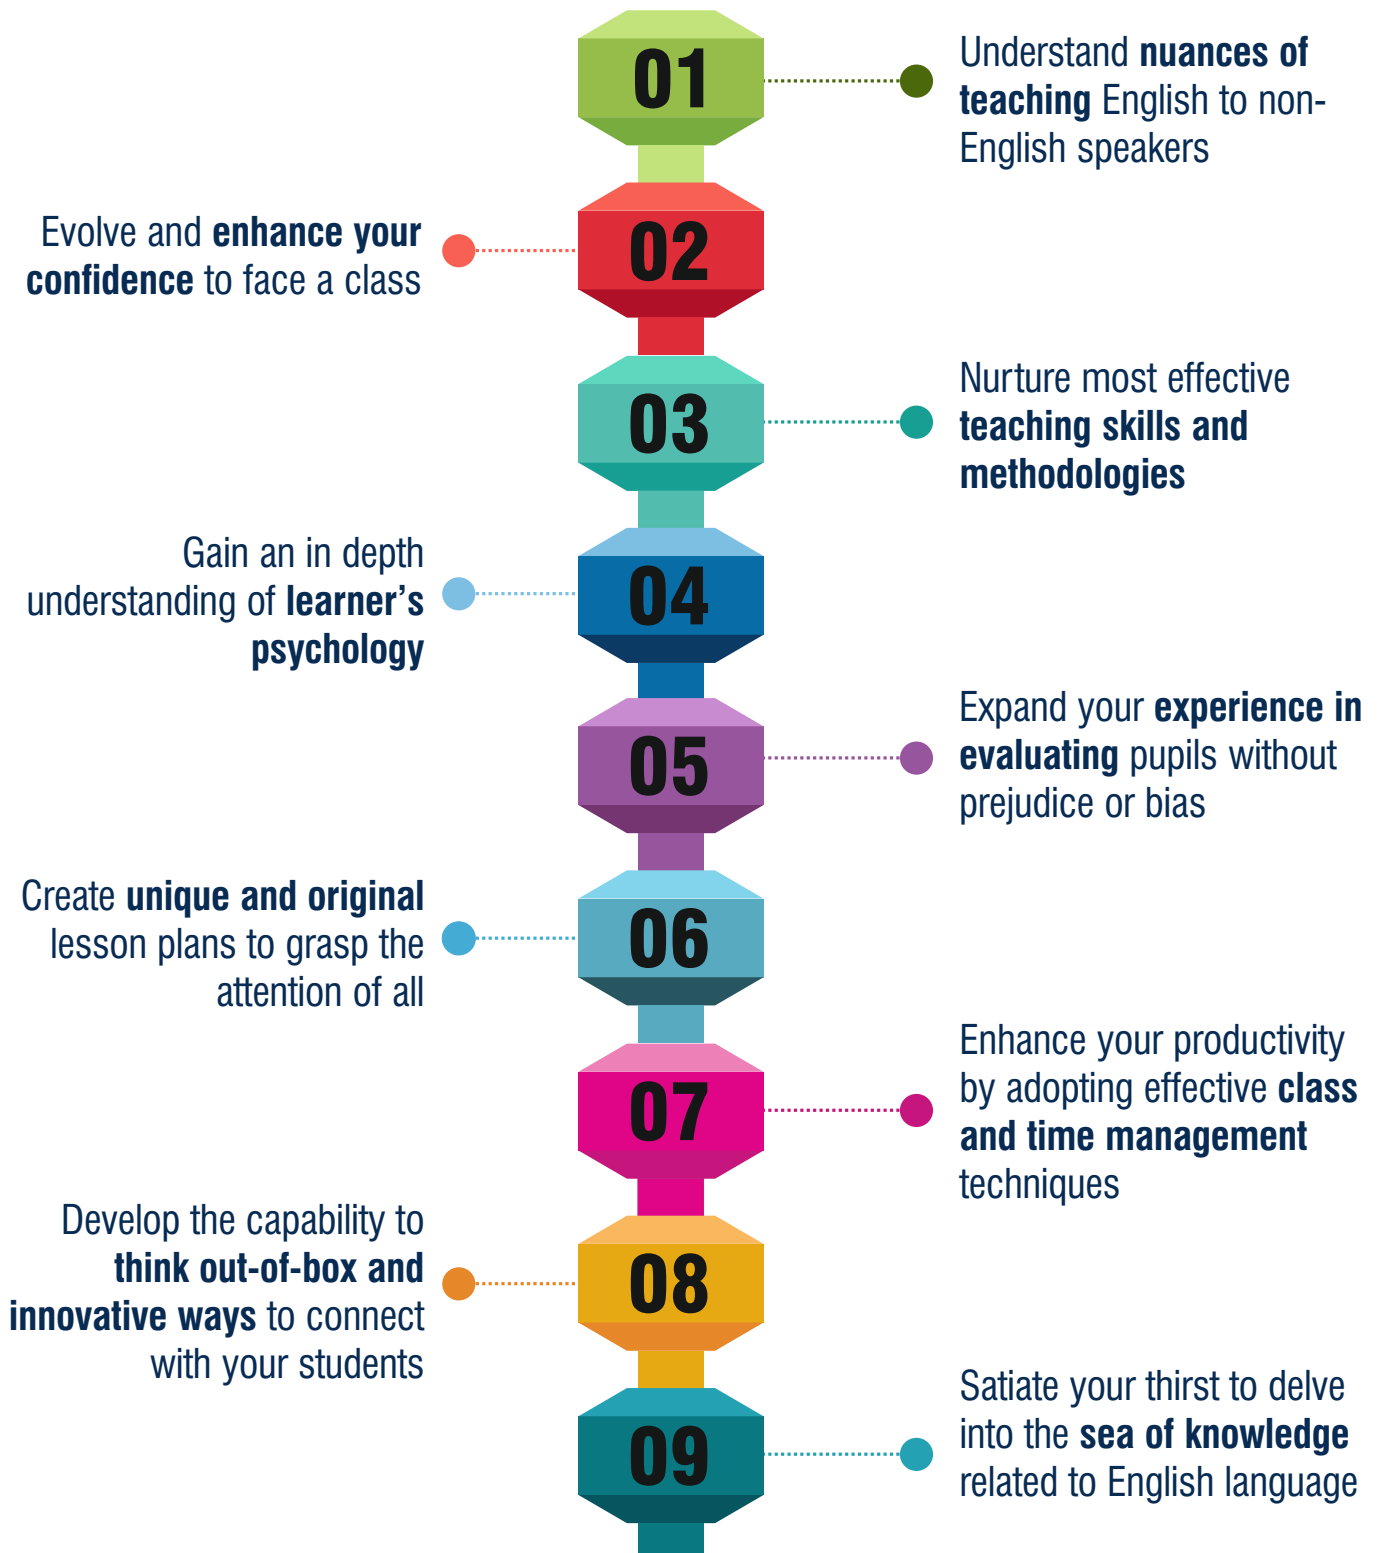 01
Understand nuances of
teaching English to non-
English speakers
02
Evolve and enhance your
confidence to face a class
03
Nurture most effective
teaching skills and
methodologies
04
Gain an in depth
understanding of learner’s
psychology
05
Expand your experience in
evaluating pupils without
prejudice or bias
06
Create unique and original
lesson plans to grasp the
attention of all
07
Enhance your productivity
by adopting effective class
and time management
techniques
08
Develop the capability to
think out-of-box and
innovative ways to connect
with your students
09
Satiate your thirst to delve
into the sea of knowledge
related to English language